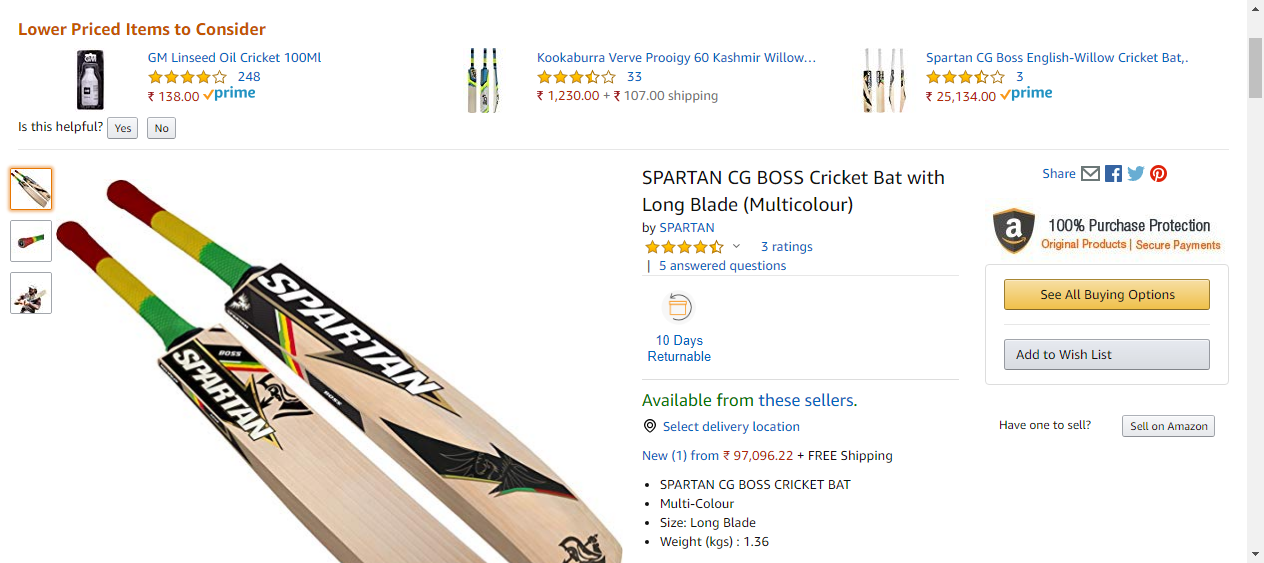 Lower Priced Items to Consider
GM Linseed Oil Cricket 100Ml
248
₹ 138.00 prime
Kookaburra Verve Prooigy 60 Kashmir Willow…
33
₹ 1,230.00 + ₹ 107.00 shipping
Spartan CG Boss English-Willow Cricket Bat,.
3
₹ 25,134.00 prime
Is this helpful? Yes No
SPARTAN
BOSS
SPARTAN
BOSS
SPARTAN CG BOSS Cricket Bat with
Long Blade (Multicolour)
by SPARTAN
3 ratings
| 5 answered questions
10 Days
Returnable
Available from these sellers.
Select delivery location
New (1) from ₹ 97,096.22 + FREE Shipping
• SPARTAN CG BOSS CRICKET BAT
• Multi-Colour
• Size: Long Blade
• Weight (kgs) : 1.36
Share
a
100% Purchase Protection
Original Products | Secure Payments
See All Buying Options
Add to Wish List
Have one to sell? Sell on Amazon